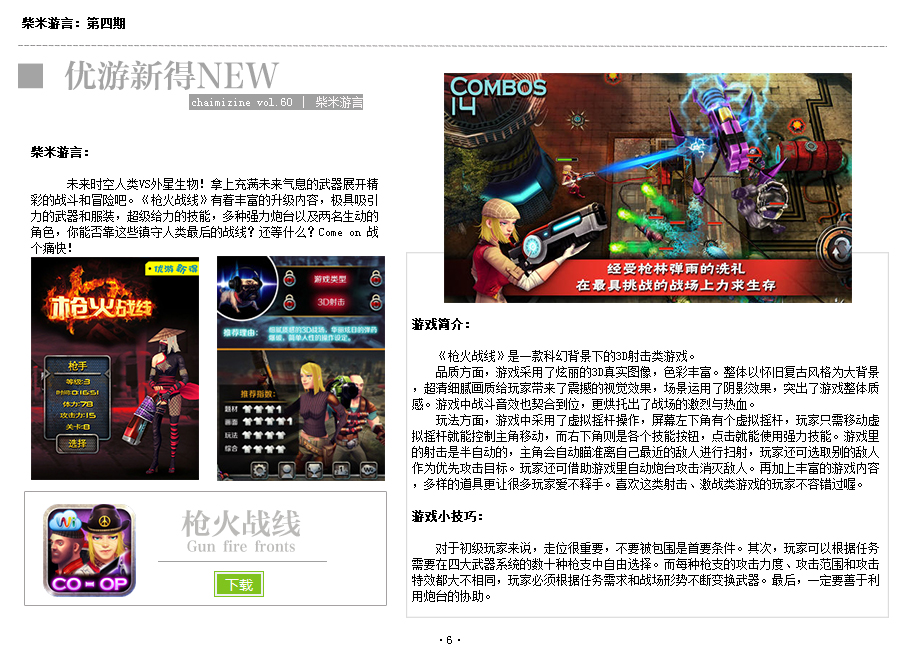 柴米游言：第四期
优游新得NEW
chaimizine vol.60 | 柴米游言
柴米游言：
未来时空人类VS外星生物！拿上充满未来气息的武器展开精
彩的战斗和冒险吧。《枪火战线》有着丰富的升级内容，极具吸引
力的武器和服装，超级给力的技能，多种强力炮台以及两名生动的
角色，你能否靠这些镇守人类最后的战线？还等什么？Come on 战
个痛快！
·优游新得
枪火战线
枪手
等级:3
时间:0:16:51
体力:78
攻击力:15
关卡:8
选择
游戏类型
3D射击
推荐理由：
细腻质感的3D战场，华丽炫目的弹药
爆破，简单人性的操作设定。
推荐指数：
题材
画面
玩法
综合
枪火战线
Gun fire fronts
下载
CO-OP
COMBOS
14
经受枪林弹雨的洗礼
在最具挑战的战场上力求生存
游戏简介：
《枪火战线》是一款科幻背景下的3D射击类游戏。
品质方面，游戏采用了炫丽的3D真实图像，色彩丰富。整体以怀旧复古风格为大背景
，超清细腻画质给玩家带来了震撼的视觉效果，场景运用了阴影效果，突出了游戏整体质
感。游戏中战斗音效也契合到位，更烘托出了战场的激烈与热血。
玩法方面，游戏中采用了虚拟摇杆操作，屏幕左下角有个虚拟摇杆，玩家只需移动虚
拟摇杆就能控制主角移动，而右下角则是各个技能按钮，点击就能使用强力技能。游戏里
的射击是半自动的，主角会自动瞄准离自己最近的敌人进行扫射，玩家还可选取别的敌人
作为优先攻击目标。玩家还可借助游戏里自动炮台攻击消灭敌人。再加上丰富的游戏内容
，多样的道具更让很多玩家爱不释手。喜欢这类射击、激战类游戏的玩家不容错过喔。
游戏小技巧：
对于初级玩家来说，走位很重要，不要被包围是首要条件。其次，玩家可以根据任务
需要在四大武器系统的数十种枪支中自由选择。而每种枪支的攻击力度、攻击范围和攻击
特效都大不相同，玩家必须根据任务需求和战场形势不断变换武器。最后，一定要善于利
用炮台的协助。
·6·